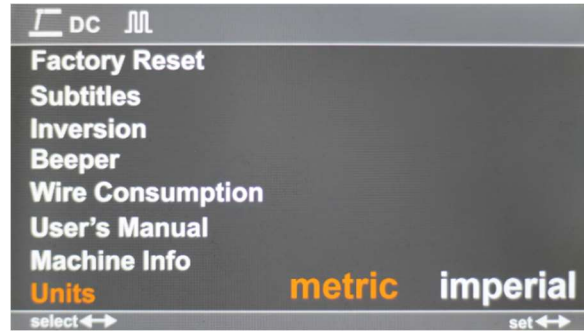 DC
Factory Reset
Subtitles
Inversion
Beeper
Wire Consumption
User's Manual
Machine Info
Units metric imperial
select set